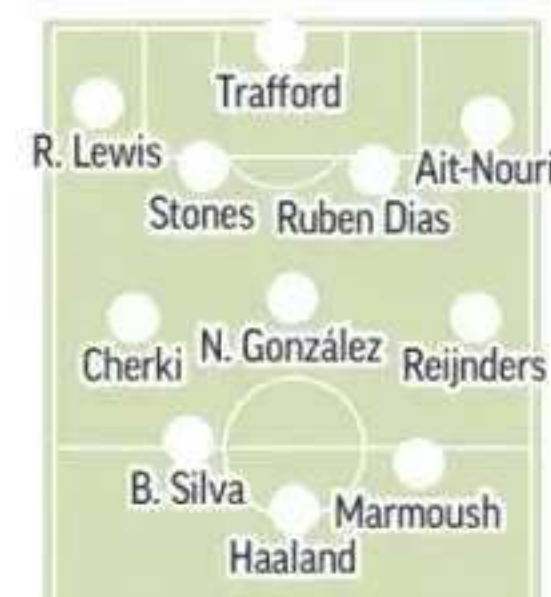 Trafford
R. Lewis
Ait-Nouri
Stones
Ruben Dias
Cherki
N. González
Reijnders
B. Silva
Marmoush
Haaland